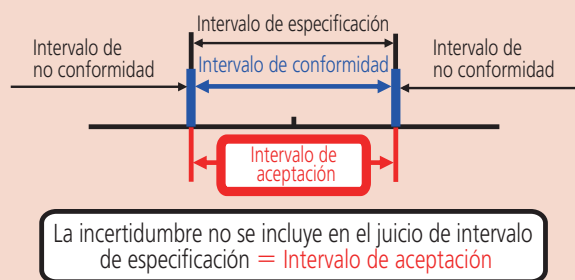 Intervalo de especificación
Intervalo de
no conformidad
Intervalo de conformidad
Intervalo de
no conformidad
Intervalo de
aceptación
La incertidumbre no se incluye en el juicio de intervalo
de especificación = Intervalo de aceptación